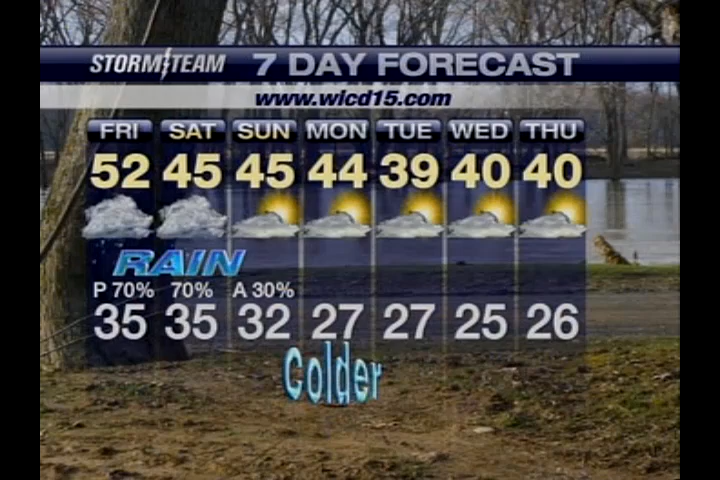 STORM TEAM 7 DAY FORECAST
www.wicd15.com
FRI SAT SUN MON TUE WED THU
52 45 45 44 39 40 40
RAIN
P 70% 70% A 30%
35 35 32 27 27 25 26
Colder